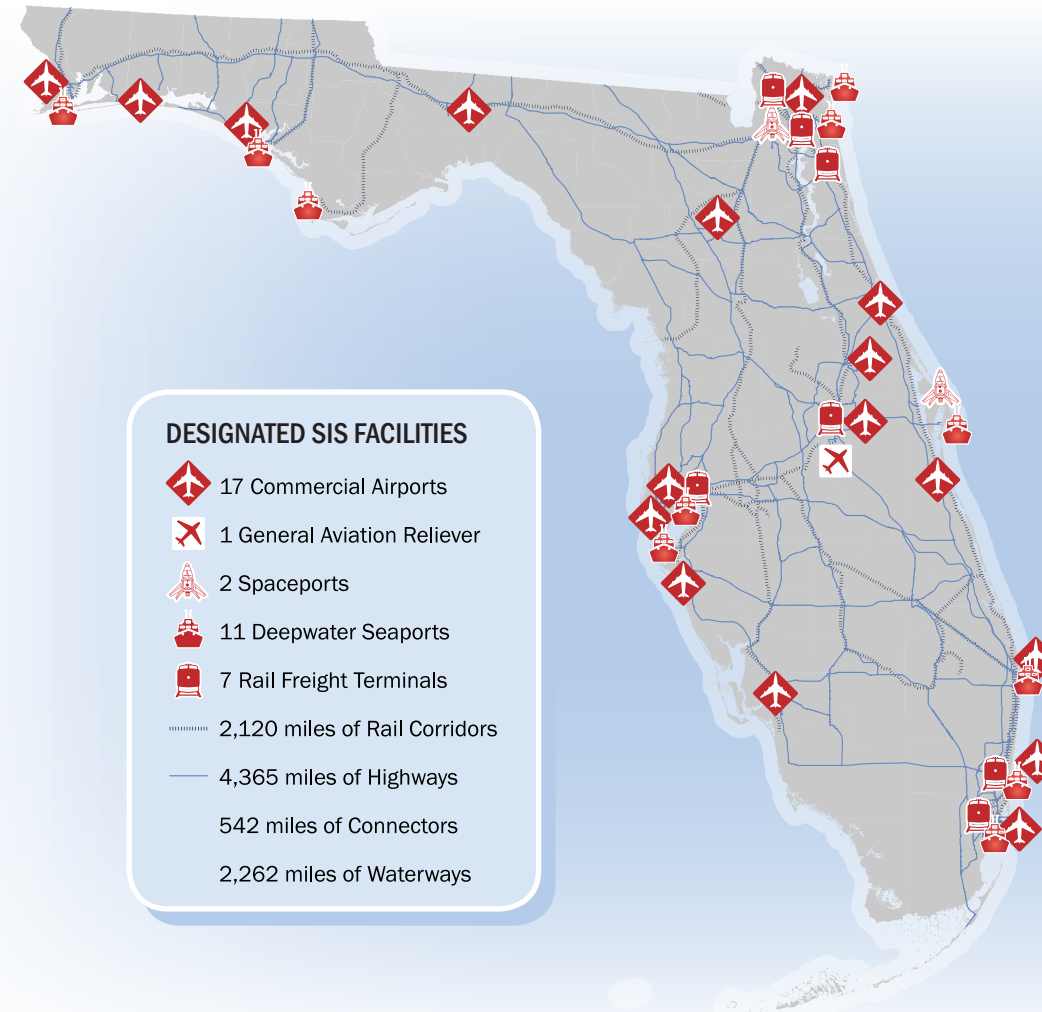 DESIGNATED SIS FACILITIES
17 Commercial Airports
1 General Aviation Reliever
2 Spaceports
11 Deepwater Seaports
7 Rail Freight Terminals
2,120 miles of Rail Corridors
4,365 miles of Highways
542 miles of Connectors
2,262 miles of Waterways